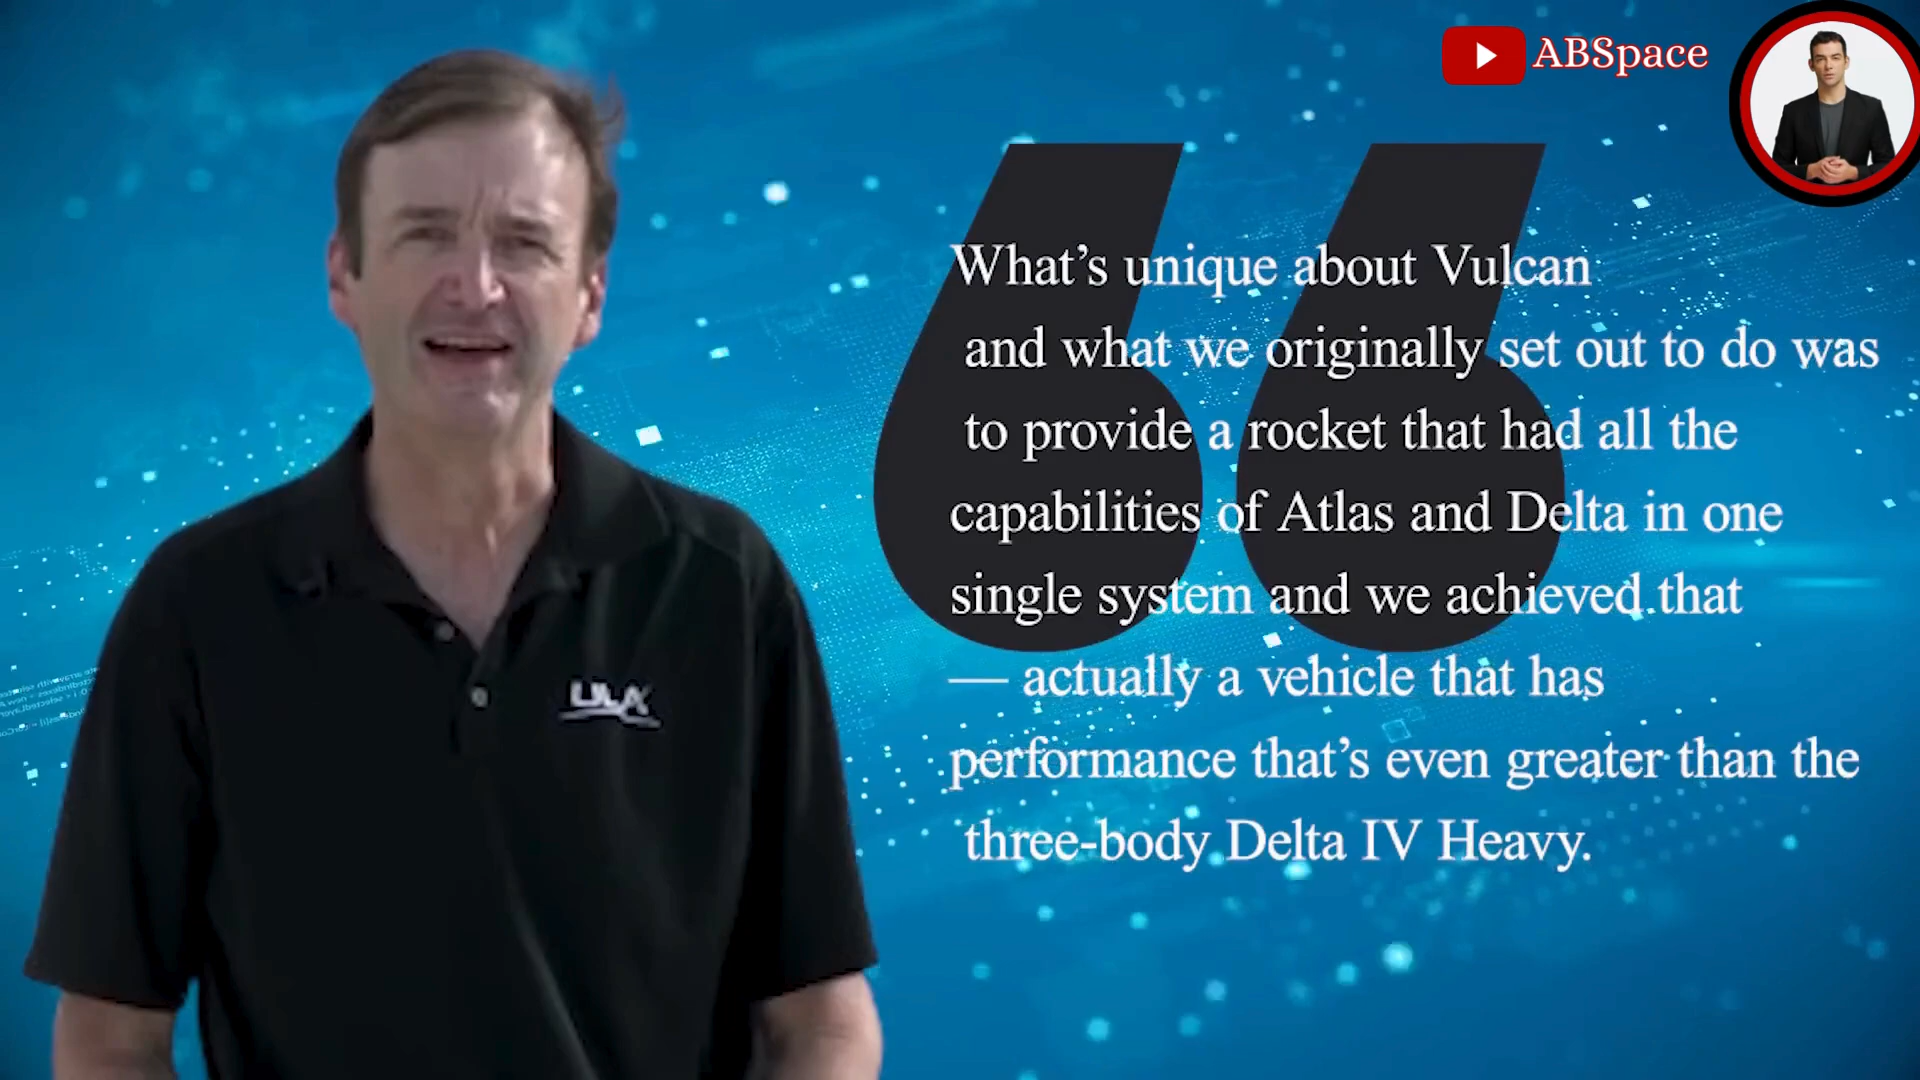 ABSpace
What’s unique about Vulcan
and what we originally set out to do was
to provide a rocket that had all the
capabilities of Atlas and Delta in one
single system and we achieved that
— actually a vehicle that has
performance that’s even greater than the
three-body Delta IV Heavy.
ULA